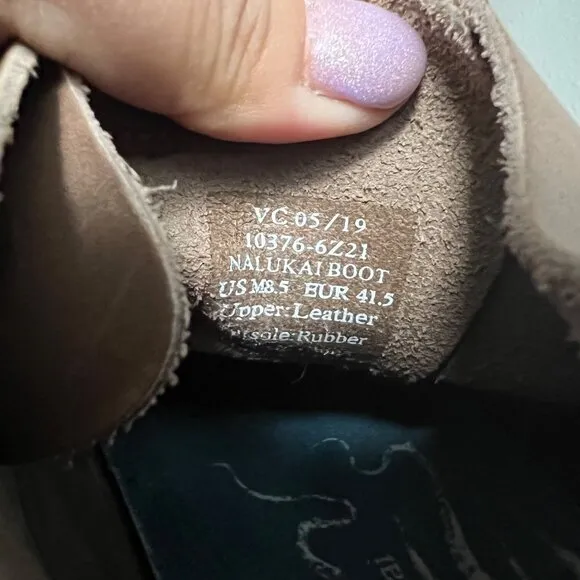 VC 05/19
10376-6Z21
NALUKAI BOOT
US M8.5 EUR 41.5
Upper: Leather
Rubber